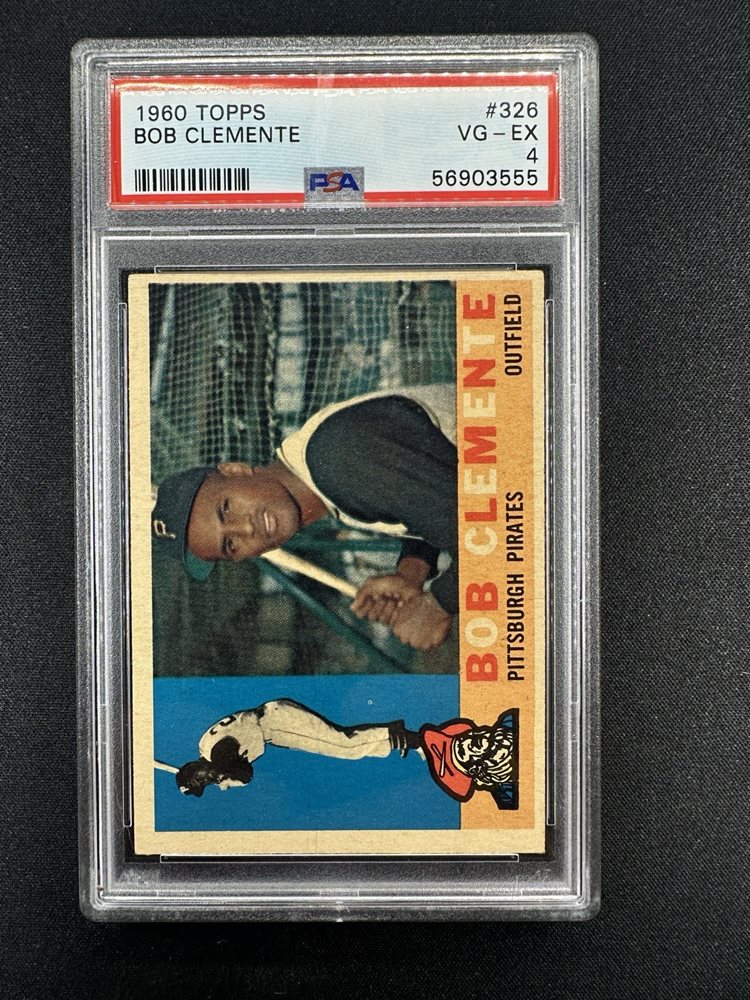 1960 TOPPS
BOB CLEMENTE
#326
VG-EX
4
56903555
PSA
P
BOB CLEMENTE
PITTSBURGH PIRATES
OUTFIELD